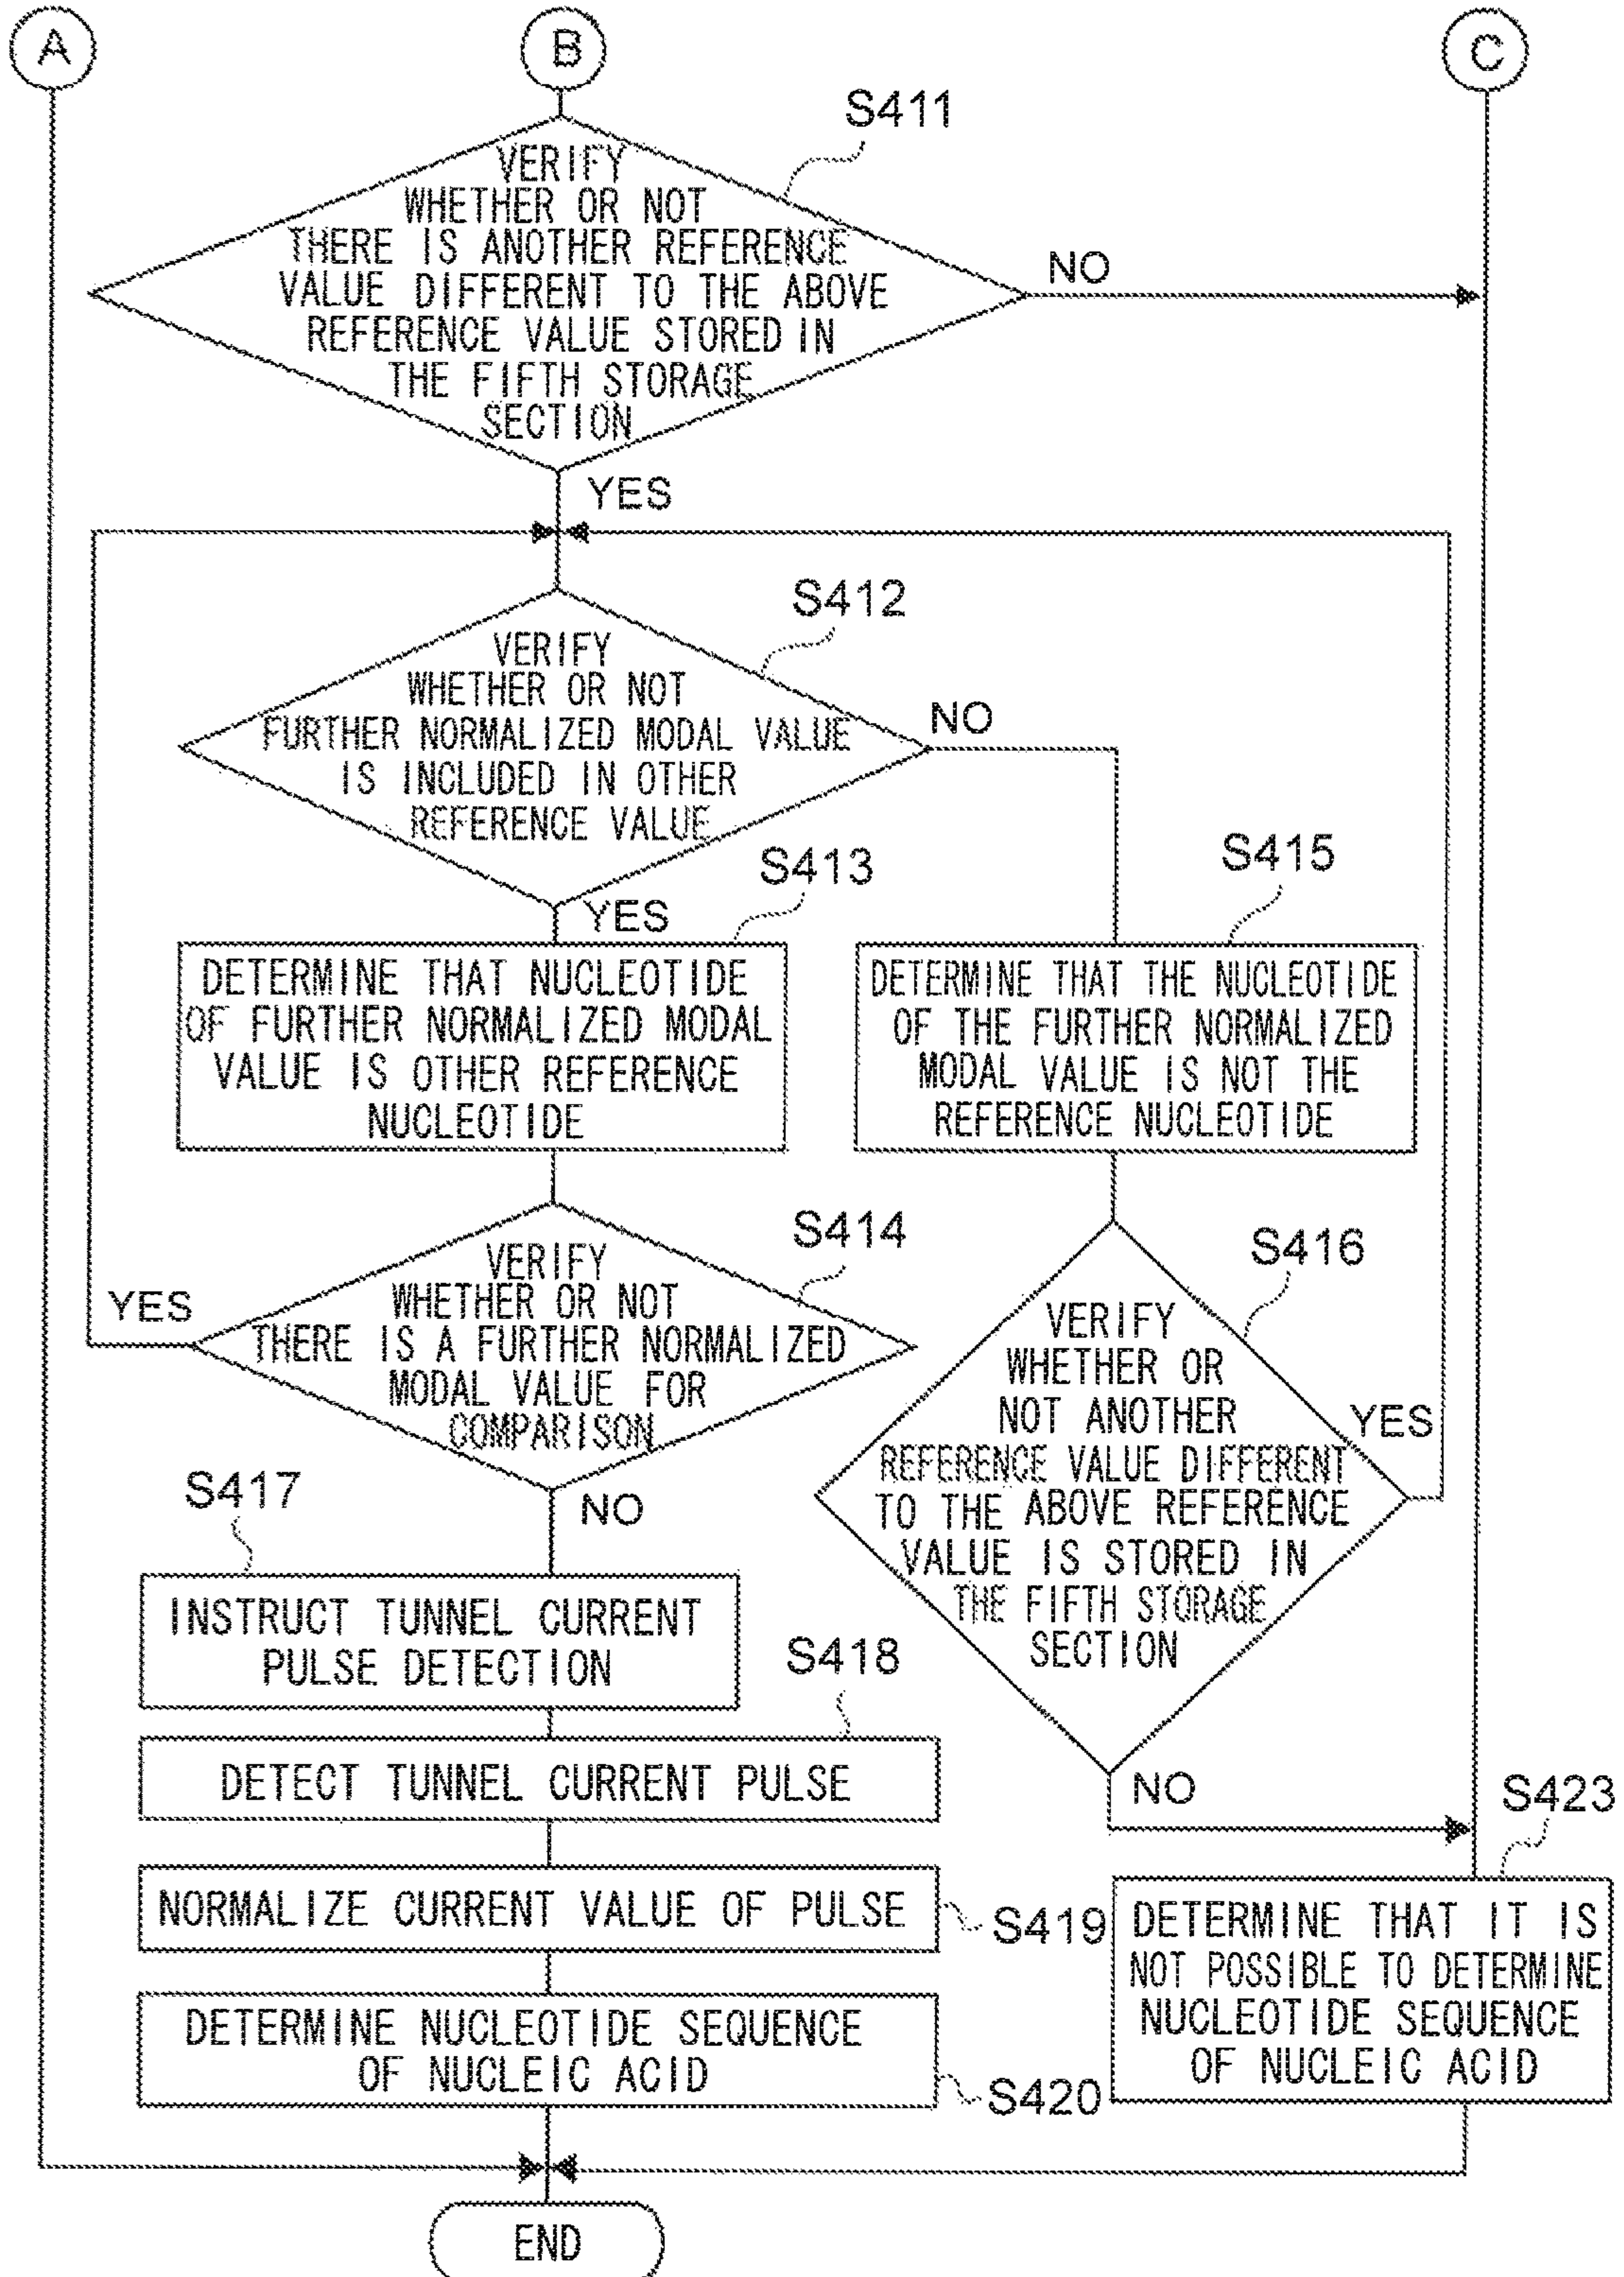 A
B
C
S411
VERIFY
WHETHER OR NOT
THERE IS ANOTHER REFERENCE
VALUE DIFFERENT TO THE ABOVE
REFERENCE VALUE STORED IN
THE FIFTH STORAGE
SECTION
NO
YES
S412
VERIFY
WHETHER OR NOT
FURTHER NORMALIZED MODAL VALUE
IS INCLUDED IN OTHER
REFERENCE VALUE
NO
YES
S413
DETERMINE THAT NUCLEOTIDE
OF FURTHER NORMALIZED MODAL
VALUE IS OTHER REFERENCE
NUCLEOTIDE
S415
DETERMINE THAT THE NUCLEOTIDE
OF THE FURTHER NORMALIZED
MODAL VALUE IS NOT THE
REFERENCE NUCLEOTIDE
S414
VERIFY
WHETHER OR NOT
THERE IS A FURTHER NORMALIZED
MODAL VALUE FOR
COMPARISON
YES
NO
S416
VERIFY
WHETHER OR
NOT ANOTHER
REFERENCE VALUE DIFFERENT
TO THE ABOVE REFERENCE
VALUE IS STORED IN
THE FIFTH STORAGE
SECTION
YES
NO
S417
INSTRUCT TUNNEL CURRENT
PULSE DETECTION
S418
DETECT TUNNEL CURRENT PULSE
NORMALIZE CURRENT VALUE OF PULSE
S419
DETERMINE NUCLEOTIDE SEQUENCE
OF NUCLEIC ACID
S420
S423
DETERMINE THAT IT IS
NOT POSSIBLE TO DETERMINE
NUCLEOTIDE SEQUENCE
OF NUCLEIC ACID
END